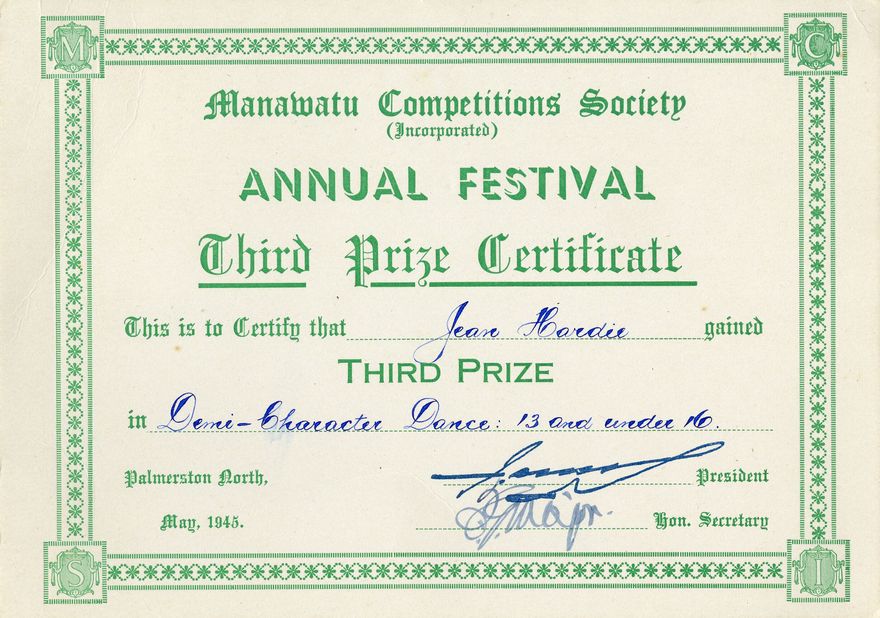 M C
Manawatu Competitions Society
(Incorporated)
ANNUAL FESTIVAL
Third Prize Certificate
This is to Certify that Jean Hardie gained
THIRD PRIZE
in Demi-Character Dance: 13 and under 16.
Palmerston North, President
May, 1945. Hon. Secretary
S I